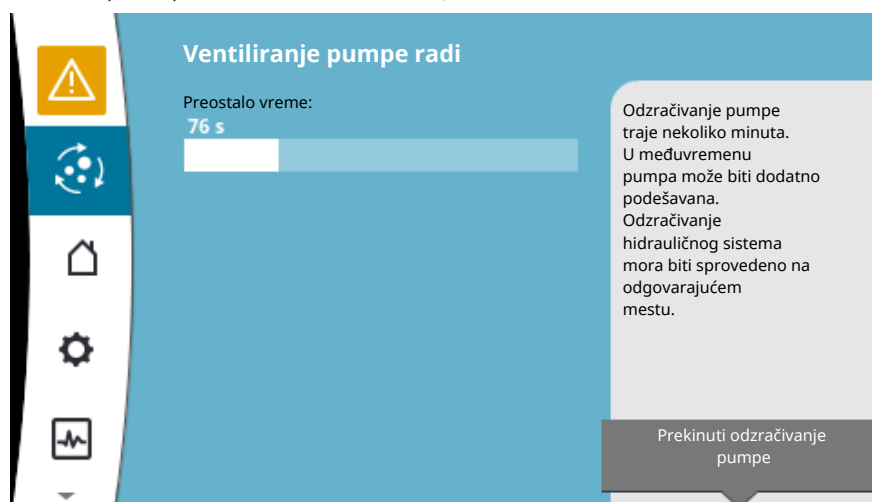 Ventiliranje pumpe radi
Preostalo vreme:
76 s
Odzračivanje pumpe
traje nekoliko minuta.
U međuvremenu
pumpa može biti dodatno
podešavana.
Odzračivanje
hidrauličnog sistema
mora biti sprovedeno na
odgovarajućem
mestu.
Prekinuti odzračivanje
pumpe